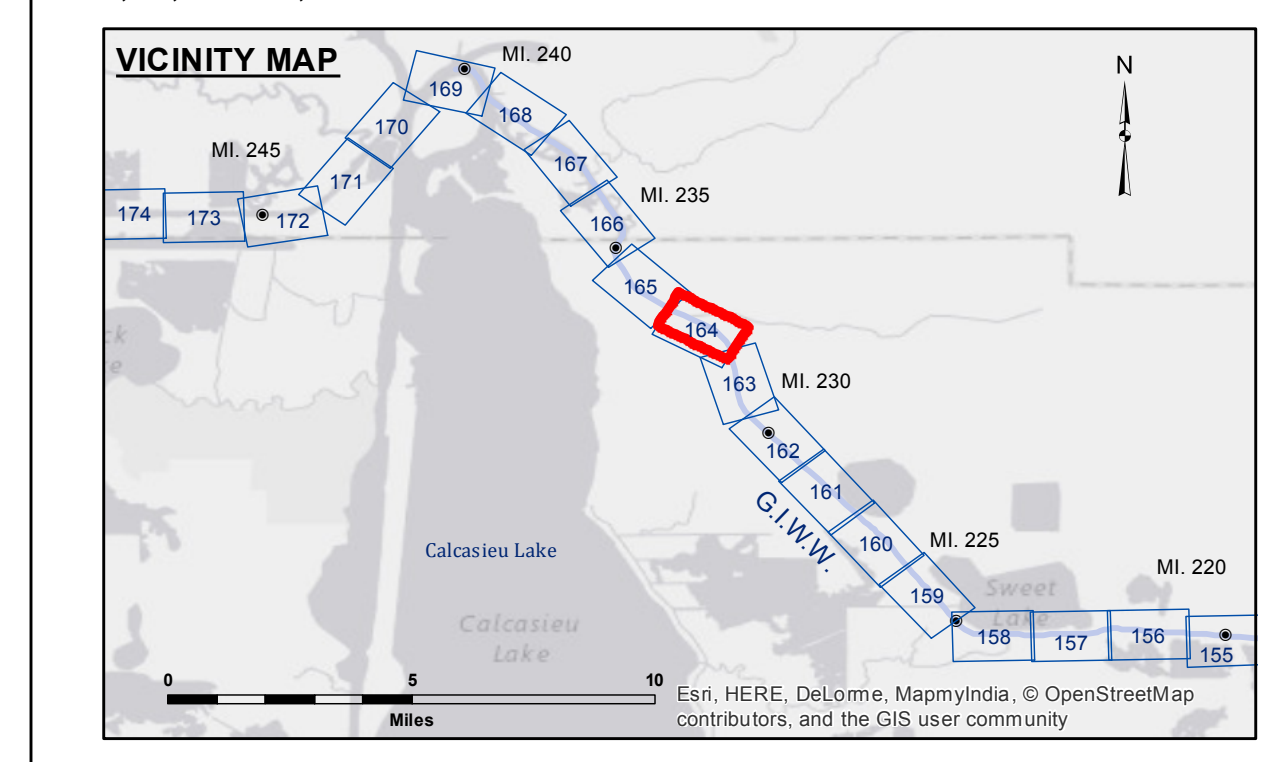 VICINITY MAP
MI. 240
N
169
168
170
MI. 245
167
171
MI. 235
174
173
172
166
165
164
163
MI. 230
162
161
G.I.W.W.
160
MI. 225
Calcasieu Lake
MI. 220
159
Sweet
Lake
Calcasieu
Lake
158
157
156
155
0
5
10
Miles
Esri, HERE, DeLorme, MapmyIndia, © OpenStreetMap
contributors, and the GIS user community